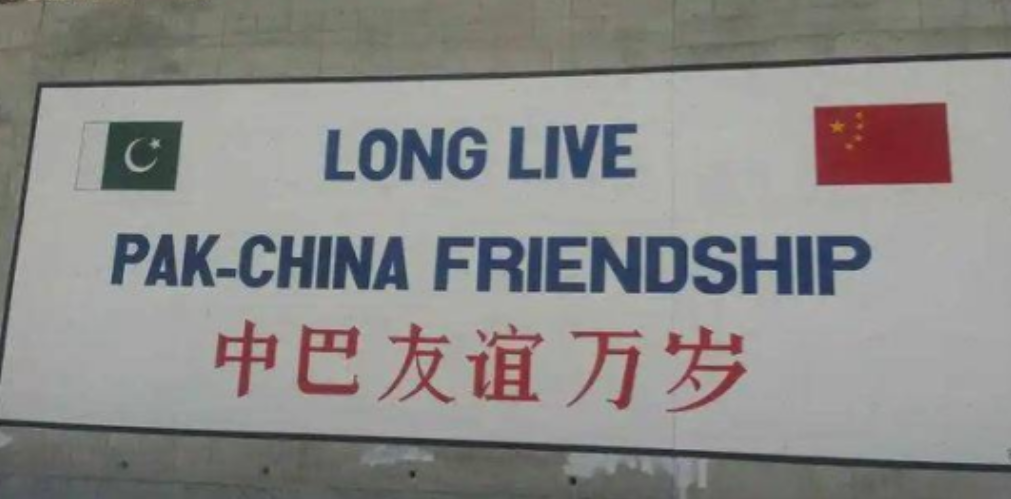 LONG LIVE
PAK-CHINA FRIENDSHIP
中巴友谊万岁